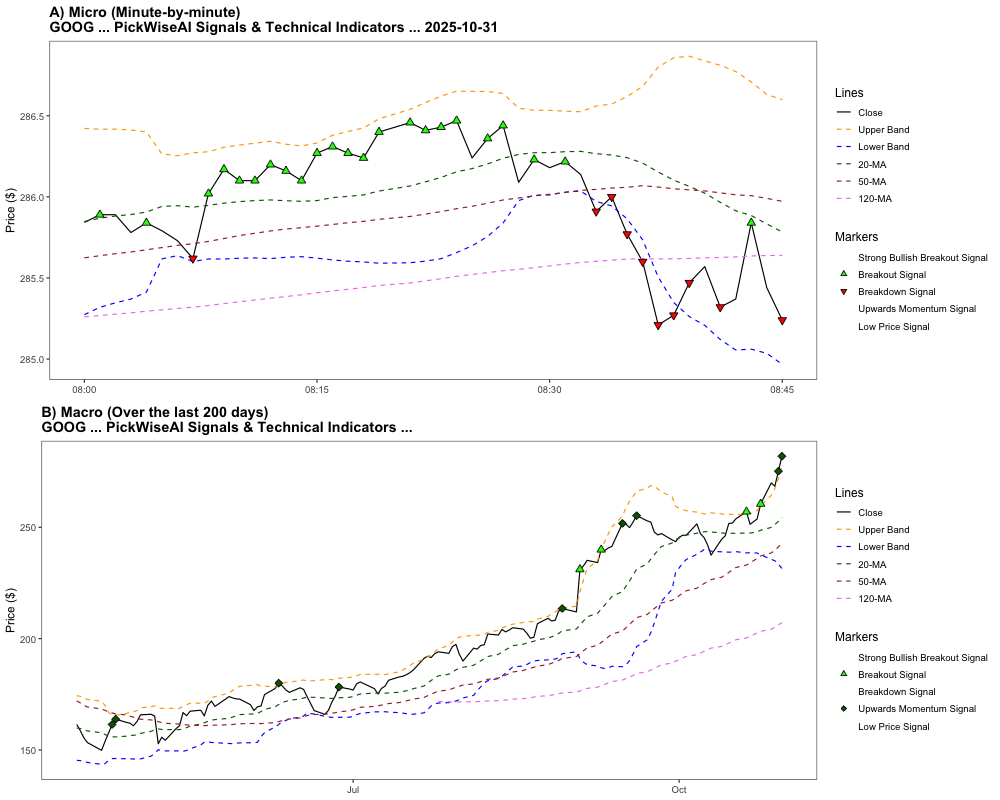 A) Micro (Minute-by-minute)
GOOG ... PickWiseAI Signals & Technical Indicators ... 2025-10-31
Price ($)
286.5
286.0
285.5
285.0
08:00
08:15
08:30
08:45
Lines
Close
Upper Band
Lower Band
20-MA
50-MA
120-MA
Markers
Strong Bullish Breakout Signal
Breakout Signal
Breakdown Signal
Upwards Momentum Signal
Low Price Signal
B) Macro (Over the last 200 days)
GOOG ... PickWiseAI Signals & Technical Indicators ...
Price ($)
250
200
150
Jul
Oct
Lines
Close
Upper Band
Lower Band
20-MA
50-MA
120-MA
Markers
Strong Bullish Breakout Signal
Breakout Signal
Breakdown Signal
Upwards Momentum Signal
Low Price Signal